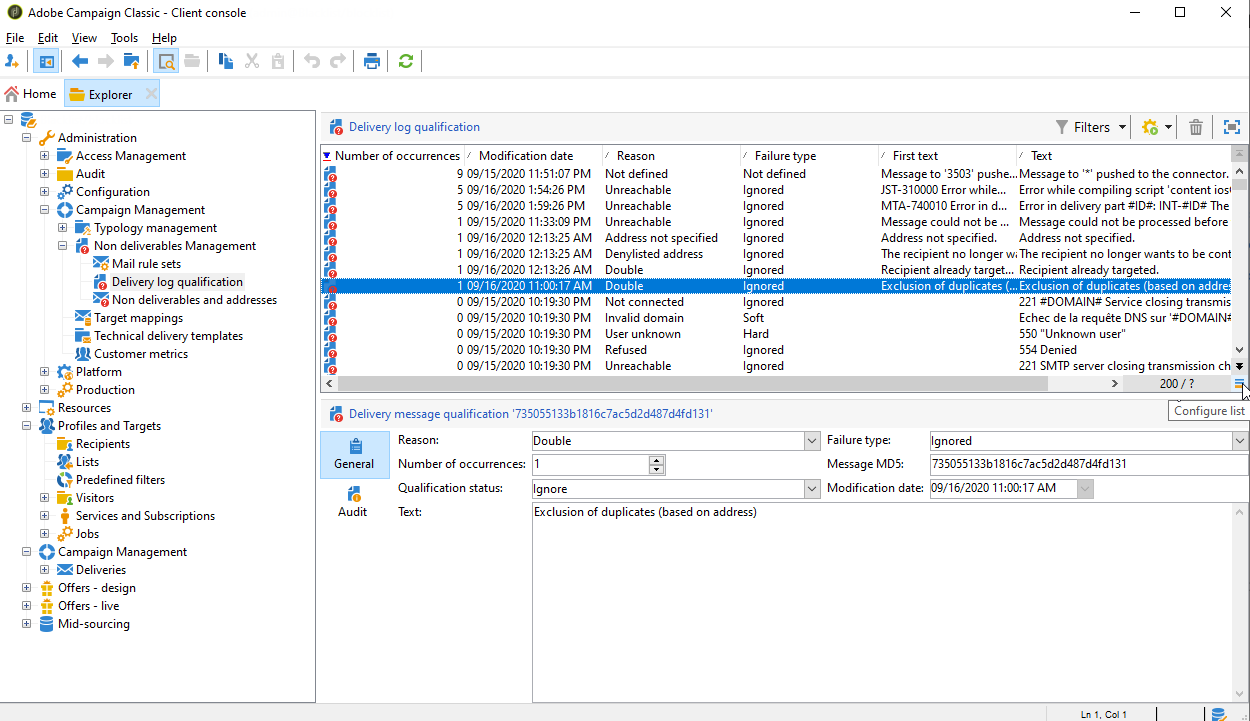 Adobe Campaign Classic - Client console
File Edit View Tools Help
Home Explorer
Administration
Access Management
Audit
Configuration
Campaign Management
Typology management
Non deliverables Management
Mail rule sets
Delivery log qualification
Non deliverables and addresses
Target mappings
Technical delivery templates
Customer metrics
Platform
Production
Resources
Profiles and Targets
Recipients
Lists
Predefined filters
Visitors
Services and Subscriptions
Jobs
Campaign Management
Deliveries
Offers - design
Offers - live
Mid-sourcing
Delivery log qualification Filters
Number of occurrences Modification date Reason Failure type First text Text
9 09/15/2020 11:51:07 PM Not defined Not defined Message to '3503' pushe... Message to '*' pushed to the connector.
5 09/16/2020 1:54:26 PM Unreachable Ignored JST-310000 Error while... Error while compiling script 'content ios
5 09/16/2020 1:59:26 PM Unreachable Ignored MTA-740010 Error in d... Error in delivery part #ID#: INT-#ID# The
1 09/15/2020 11:33:09 PM Unreachable Ignored Message could not be ... Message could not be processed before
1 09/16/2020 12:13:25 AM Address not specified Ignored Address not specified. Address not specified.
1 09/16/2020 12:13:25 AM Denylisted address Ignored The recipient no longer wa The recipient no longer wants to be cont
1 09/16/2020 12:13:26 AM Double Ignored Recipient already target... Recipient already targeted.
1 09/16/2020 11:00:17 AM Double Ignored Exclusion of duplicates (... Exclusion of duplicates (based on addre
0 09/15/2020 10:19:30 PM Not connected Ignored 221 #DOMAIN# Service closing transmis
0 09/15/2020 10:19:30 PM Invalid domain Soft Echec de la requête DNS sur '#DOMAIN#
0 09/15/2020 10:19:30 PM User unknown Hard 550 "Unknown user"
0 09/15/2020 10:19:30 PM Refused Ignored 554 Denied
0 09/15/2020 10:19:30 PM Unreachable Ignored 221 SMTP server closing transmission ch
200 / ?
Configure list
Delivery message qualification '735055133b1816c7ac5d2d487d4fd131'
General
Audit
Reason: Double Failure type: Ignored
Number of occurrences: 1 Message MD5: 735055133b1816c7ac5d2d487d4fd131
Qualification status: Ignore Modification date: 09/16/2020 11:00:17 AM
Text: Exclusion of duplicates (based on address)
Ln 1, Col 1